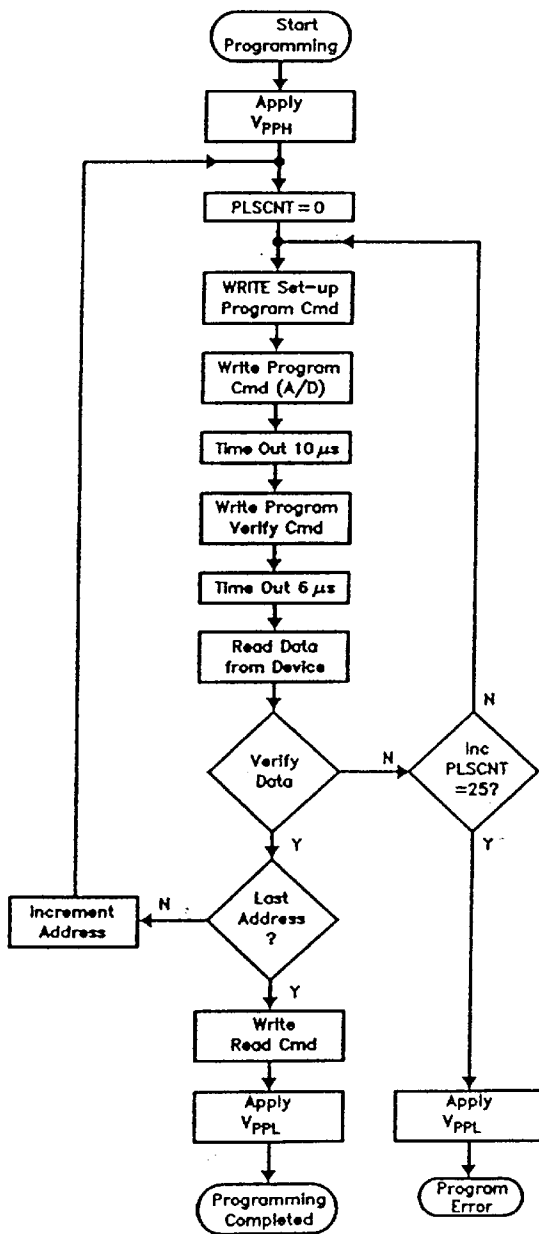 Start
Programming
Apply
VPPH
PLSCNT = 0
WRITE Set-up
Program Cmd
Write Program
Cmd (A/D)
Time Out 10 μs
Write Program
Verify Cmd
Time Out 6 μs
Read Data
from Device
Verify
Data
N
Y
Inc
PLSCNT
=25?
N
Y
Last
Address
?
N
Y
Increment
Address
Write
Read Cmd
Apply
VPPL
Programming
Completed
Apply
VPPL
Program
Error